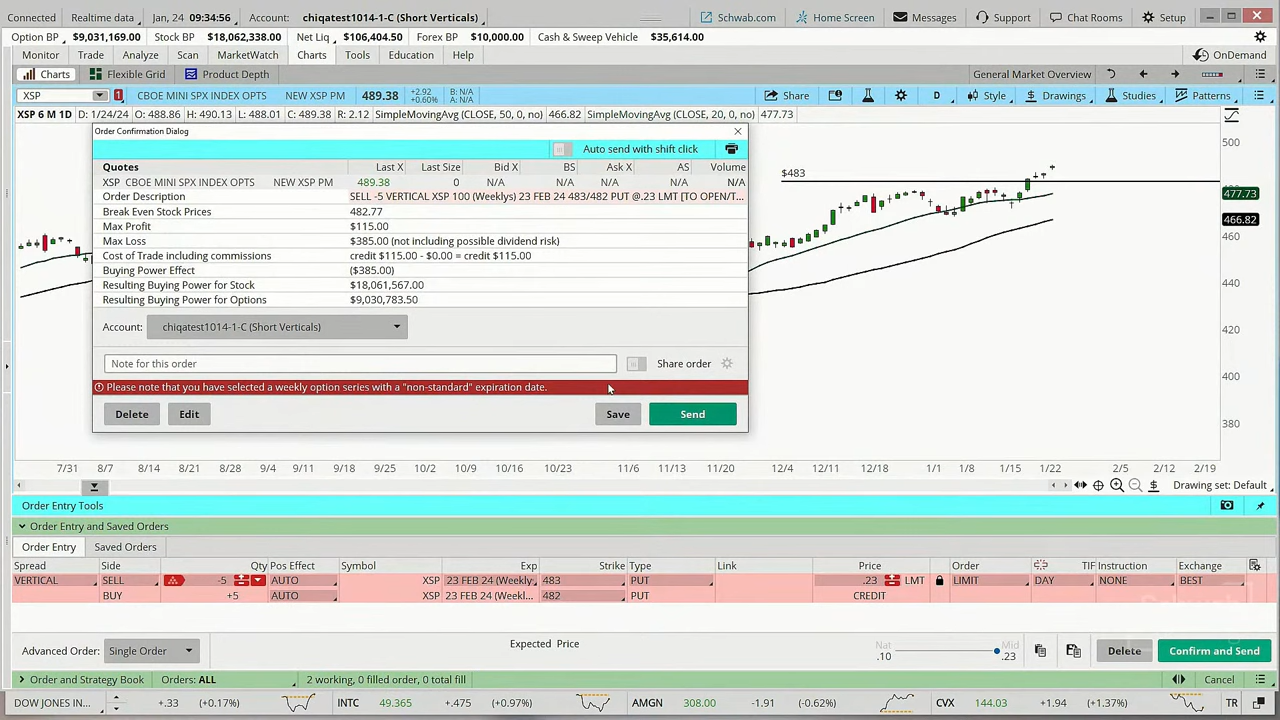 Connected Realtime data Jan, 24 09:34:56 Account: chiqatest1014-1-C (Short Verticals) Schwab.com Home Screen Messages Support Chat Rooms Setup
Option BP $9,031,169.00 Stock BP $18,062,338.00 Net Liq $106,404.50 Forex BP $10,000.00 Cash & Sweep Vehicle $35,614.00
Monitor Trade Analyze Scan MarketWatch Charts Tools Education Help OnDemand
Charts Flexible Grid Product Depth General Market Overview
XSP 1 CBOE MINI SPX INDEX OPTS NEW XSP PM 489.38 +2.92 +0.60% B: N/A A: N/A Share D Style Drawings Studies Patterns
XSP 6 M 1D D: 1/24/24 O: 488.86 H: 490.13 L: 488.01 C: 489.38 R: 2.12 SimpleMovingAvg (CLOSE, 50, 0, no) 466.82 SimpleMovingAvg (CLOSE, 20, 0, no) 477.73
Order Confirmation Dialog
Auto send with shift click
Quotes Last X Last Size Bid X BS Ask X AS Volume
XSP CBOE MINI SPX INDEX OPTS NEW XSP PM 489.38 0 N/A N/A N/A N/A N/A
Order Description SELL -5 VERTICAL XSP 100 (Weeklys) 23 FEB 24 483/482 PUT @.23 LMT [TO OPEN/T...
Break Even Stock Prices 482.77
Max Profit $115.00
Max Loss $385.00 (not including possible dividend risk)
Cost of Trade including commissions credit $115.00 - $0.00 = credit $115.00
Buying Power Effect ($385.00)
Resulting Buying Power for Stock $18,061,567.00
Resulting Buying Power for Options $9,030,783.50
Account: chiqatest1014-1-C (Short Verticals)
Note for this order Share order
Please note that you have selected a weekly option series with a "non-standard" expiration date.
Delete Edit Save Send
$483
500
477.73
466.82
460
440
420
400
380
7/31 8/7 8/14 8/21 8/28 9/4 9/11 9/18 9/25 10/2 10/9 10/16 10/23 11/6 11/13 11/20 12/4 12/11 12/18 1/1 1/8 1/15 1/22 2/5 2/12 2/19
Drawing set: Default
Order Entry Tools
Order Entry and Saved Orders
Order Entry Saved Orders
Spread Side Qty Pos Effect Symbol Exp Strike Type Link Price Order TIF Instruction Exchange
VERTICAL SELL -5 AUTO XSP 23 FEB 24 (Weekly... 483 PUT .23 LMT LIMIT DAY NONE BEST
BUY +5 AUTO XSP 23 FEB 24 (Weekly... 482 PUT CREDIT
Advanced Order: Single Order Expected Price Nat .10 Mid .23 Delete Confirm and Send
Order and Strategy Book Orders: ALL 2 working, 0 filled order, 0 total fill Cancel
DOW JONES IN... +.33 (+0.17%) INTC 49.365 +.475 +0.97% AMGN 308.00 -1.91 (-0.62%) CVX 144.03 +1.94 (+1.37%) TR